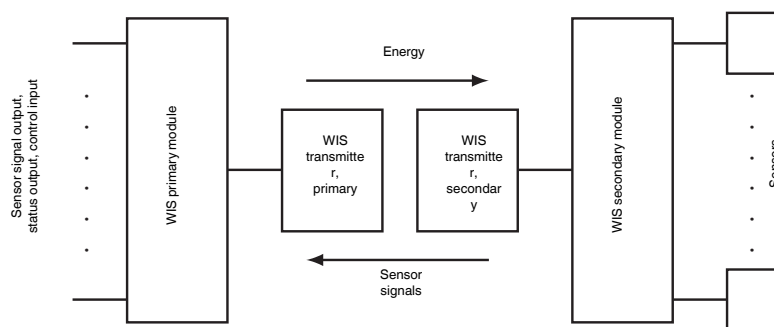 Energy
Sensor signal output,
status output, control input
WIS primary module
WIS
transmitte
r,
primary
WIS
transmitte
r,
secondar
y
WIS secondary module
Sensors
Sensor
signals